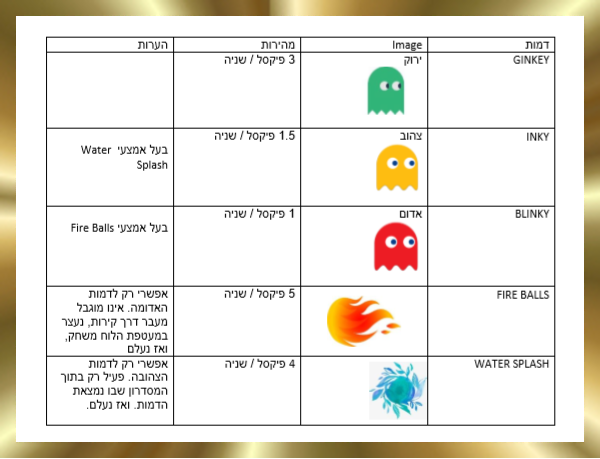 דמות Image מהירות הערות
GINKEY ירוק 3 פיקסל / שניה
INKY צהוב 1.5 פיקסל / שניה
בעל אמצעי Water
Splash
BLINKY אדום 1 פיקסל / שניה
בעל אמצעי Fire Balls
FIRE BALLS 5 פיקסל / שניה
אפשרי רק לדמות
האדומה. אינו מוגבל
מעבר דרך קירות, נעצר
במעטפת הלוח משחק,
ואז נעלם
WATER SPLASH 4 פיקסל / שניה
אפשרי רק לדמות
הצהובה. פעיל רק בתוך
המסדרון שבו נמצאת
הדמות. ואז נעלם.